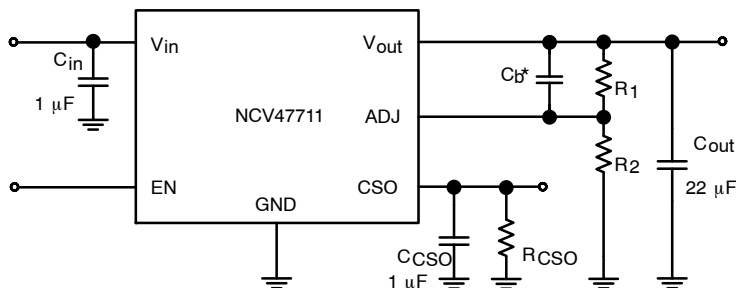 Vin
Vout
Cin
1 μF
Cb*
R1
NCV47711
ADJ
R2
Cout
22 μF
EN
CSO
GND
CCSO
1 μF
RCSO